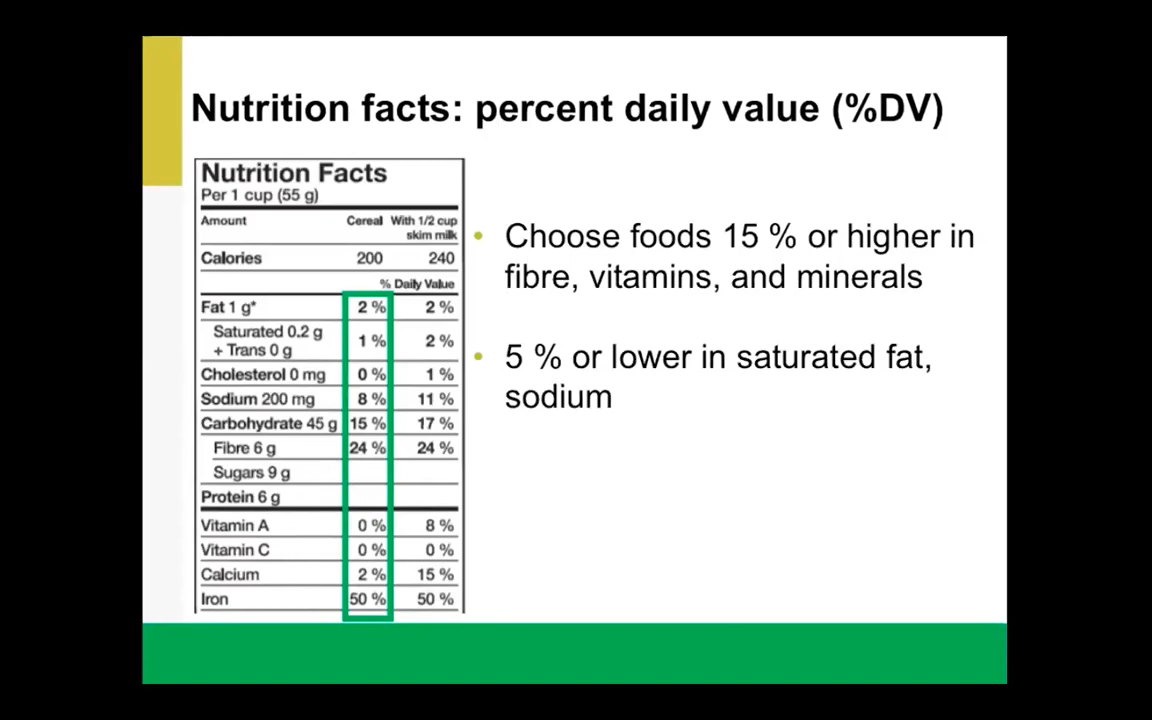 Nutrition facts: percent daily value (%DV)
Nutrition Facts
Per 1 cup (55 g)
Amount Cereal With 1/2 cup
skim milk
Calories 200 240
% Daily Value
Fat 1 g* 2 % 2 %
Saturated 0.2 g
+ Trans 0 g 1 % 2 %
Cholesterol 0 mg 0 % 1 %
Sodium 200 mg 8 % 11 %
Carbohydrate 45 g 15 % 17 %
Fibre 6 g 24 % 24 %
Sugars 9 g
Protein 6 g
Vitamin A 0 % 8 %
Vitamin C 0 % 0 %
Calcium 2 % 15 %
Iron 50 % 50 %
• Choose foods 15 % or higher in
fibre, vitamins, and minerals
• 5 % or lower in saturated fat,
sodium